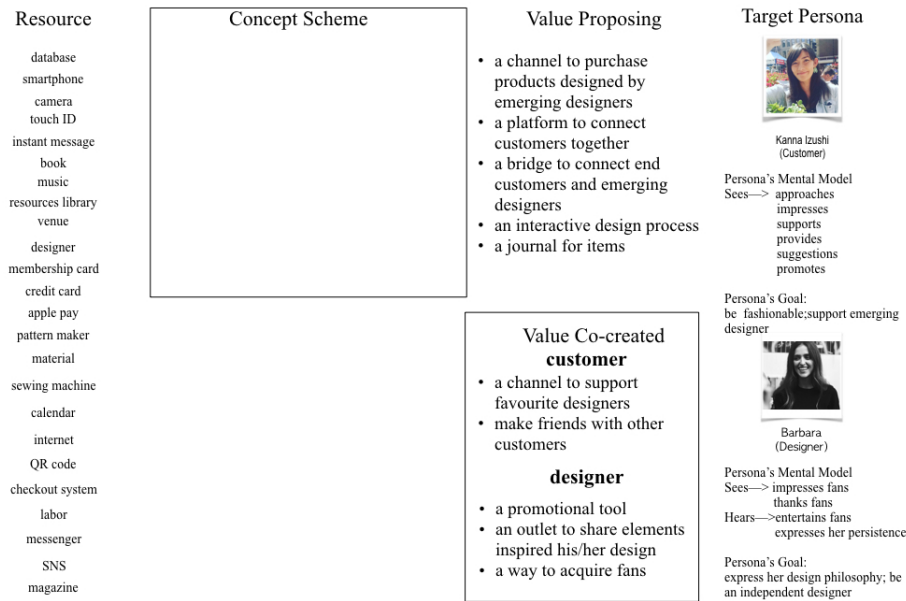 Resource
database
smartphone
camera
touch ID
instant message
book
music
resources library
venue
designer
membership card
credit card
apple pay
pattern maker
material
sewing machine
calendar
internet
QR code
checkout system
labor
messenger
SNS
magazine
Concept Scheme
Value Proposing
• a channel to purchase
products designed by
emerging designers
• a platform to connect
customers together
• a bridge to connect end
customers and emerging
designers
• an interactive design process
• a journal for items
Value Co-created
customer
• a channel to support
favourite designers
• make friends with other
customers
designer
• a promotional tool
• an outlet to share elements
inspired his/her design
• a way to acquire fans
Target Persona
Kanna Izushi
(Customer)
Persona's Mental Model
Sees—> approaches
impresses
supports
provides
suggestions
promotes
Persona's Goal:
be fashionable;support emerging
designer
Barbara
(Designer)
Persona's Mental Model
Sees—> impresses fans
thanks fans
Hears—>entertains fans
expresses her persistence
Persona's Goal:
express her design philosophy; be
an independent designer